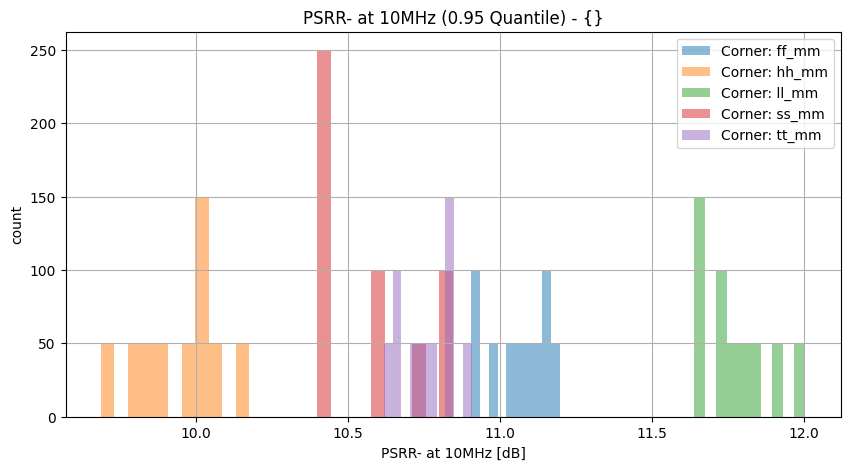 PSRR- at 10MHz (0.95 Quantile) - {}
Corner: ff_mm
Corner: hh_mm
Corner: ll_mm
Corner: ss_mm
Corner: tt_mm
count
250
200
150
100
50
0
10.0
10.5
11.0
11.5
12.0
PSRR- at 10MHz [dB]